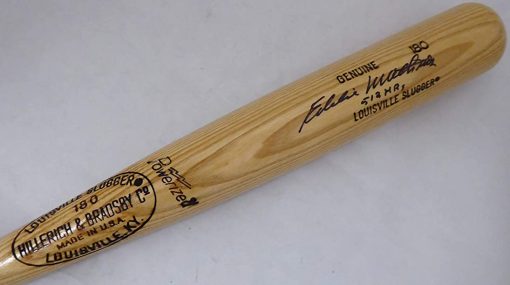 GENUINE 180
Eddie Mathews
512 HRs
LOUISVILLE SLUGGER®
Powerized
LOUISVILLE SLUGGER®
180
HILLERICH & BRADSBY Co
MADE IN U.S.A.
LOUISVILLE KY.